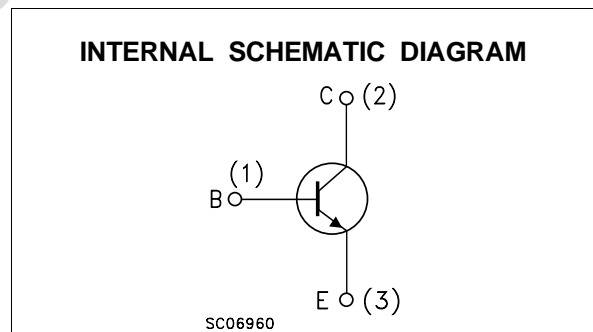 INTERNAL SCHEMATIC DIAGRAM
C (2)
(1)
B
E (3)
SC06960